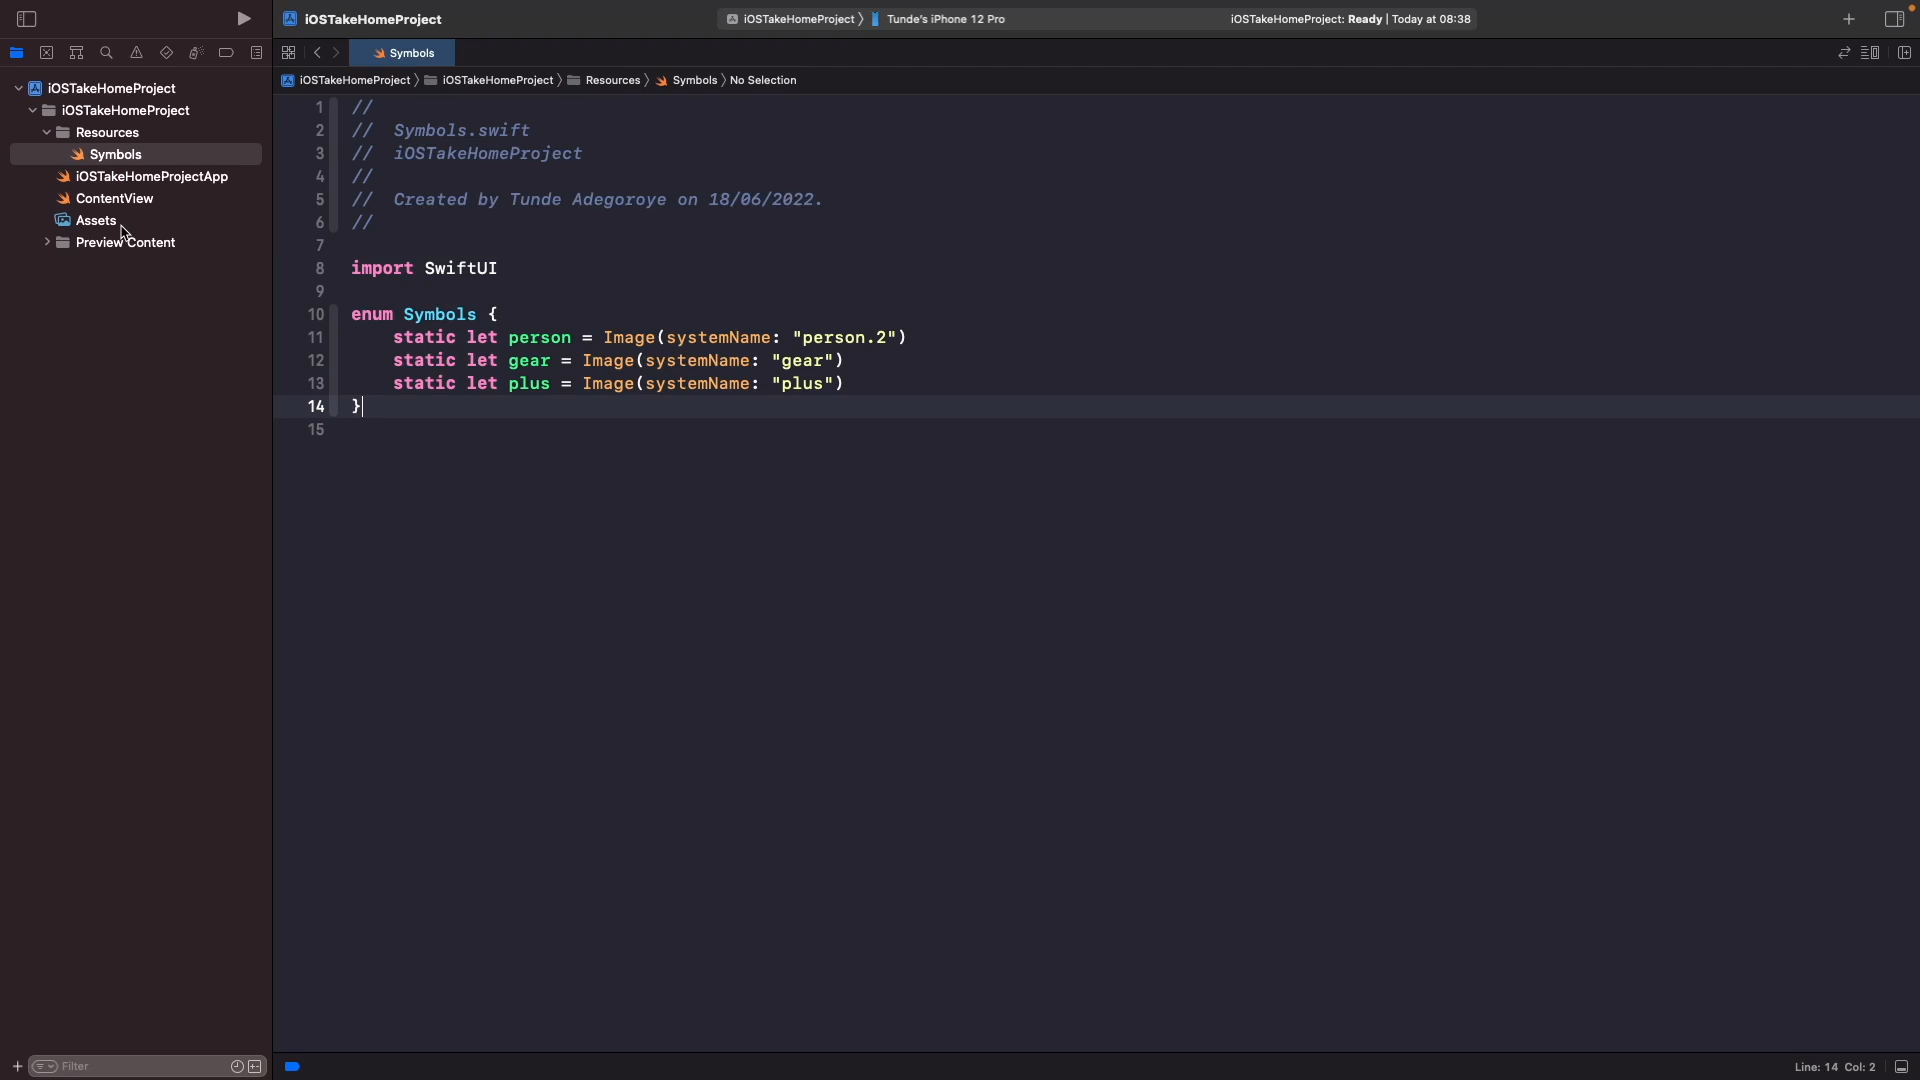 iOSTakeHomeProject
iOSTakeHomeProject 〉 Tunde's iPhone 12 Pro
iOSTakeHomeProject: Ready | Today at 08:38
Symbols
iOSTakeHomeProject 〉 iOSTakeHomeProject 〉 Resources 〉 Symbols 〉 No Selection
iOSTakeHomeProject
iOSTakeHomeProject
Resources
Symbols
iOSTakeHomeProjectApp
ContentView
Assets
Preview Content
1 //
2 // Symbols.swift
3 // iOSTakeHomeProject
4 //
5 // Created by Tunde Adegoroye on 18/06/2022.
6 //
7
8 import SwiftUI
9
10 enum Symbols {
11 static let person = Image(systemName: "person.2")
12 static let gear = Image(systemName: "gear")
13 static let plus = Image(systemName: "plus")
14 }
15
Filter
Line: 14 Col: 2